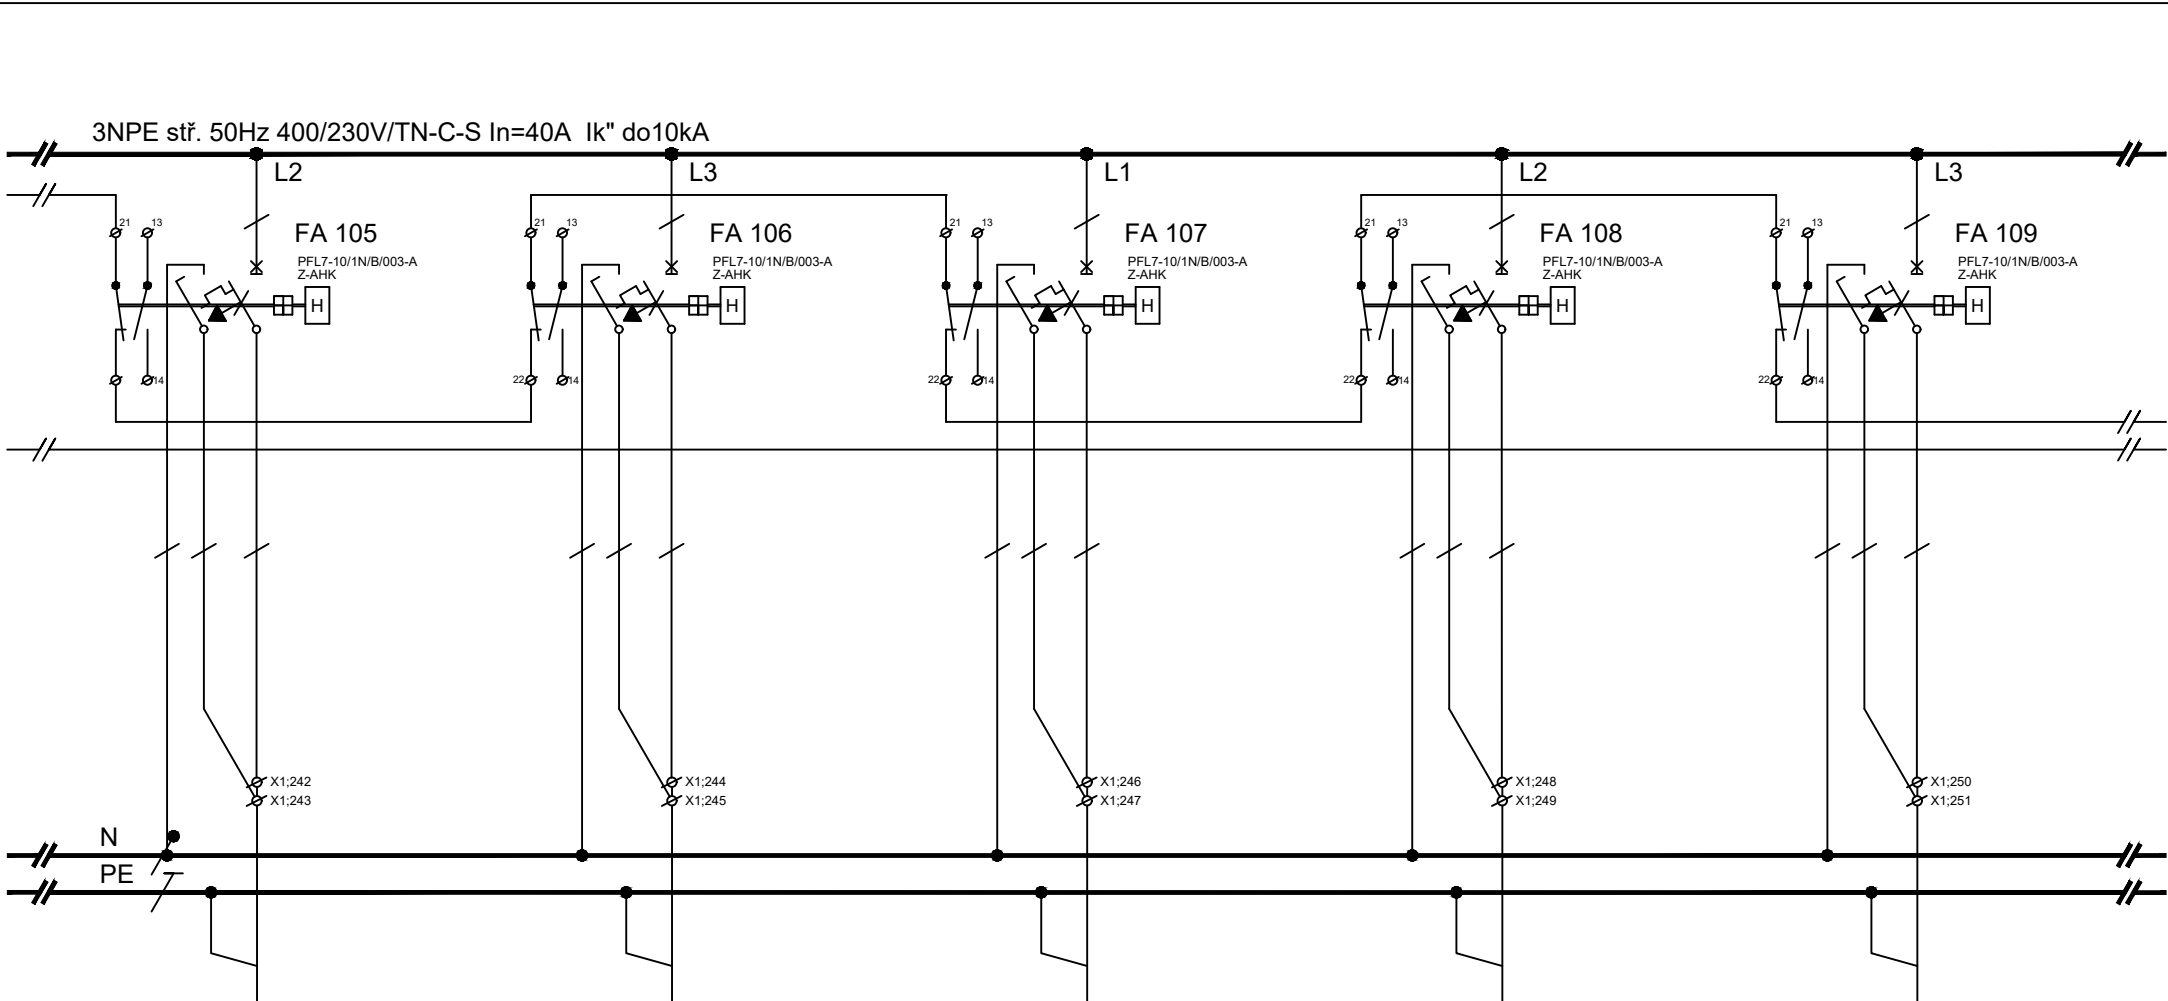 3NPE stř. 50Hz 400/230V/TN-C-S In=40A Ik" do10kA
L2 L3 L1 L2 L3
21 13 21 13 21 13 21 13 21 13
FA 105 FA 106 FA 107 FA 108 FA 109
PFL7-10/1N/B/003-A PFL7-10/1N/B/003-A PFL7-10/1N/B/003-A PFL7-10/1N/B/003-A PFL7-10/1N/B/003-A
Z-AHK Z-AHK Z-AHK Z-AHK Z-AHK
H H H H H
14 22 14 22 14 22 14 22 14
X1;242 X1;244 X1;246 X1;248 X1;250
X1;243 X1;245 X1;247 X1;249 X1;251
N
PE